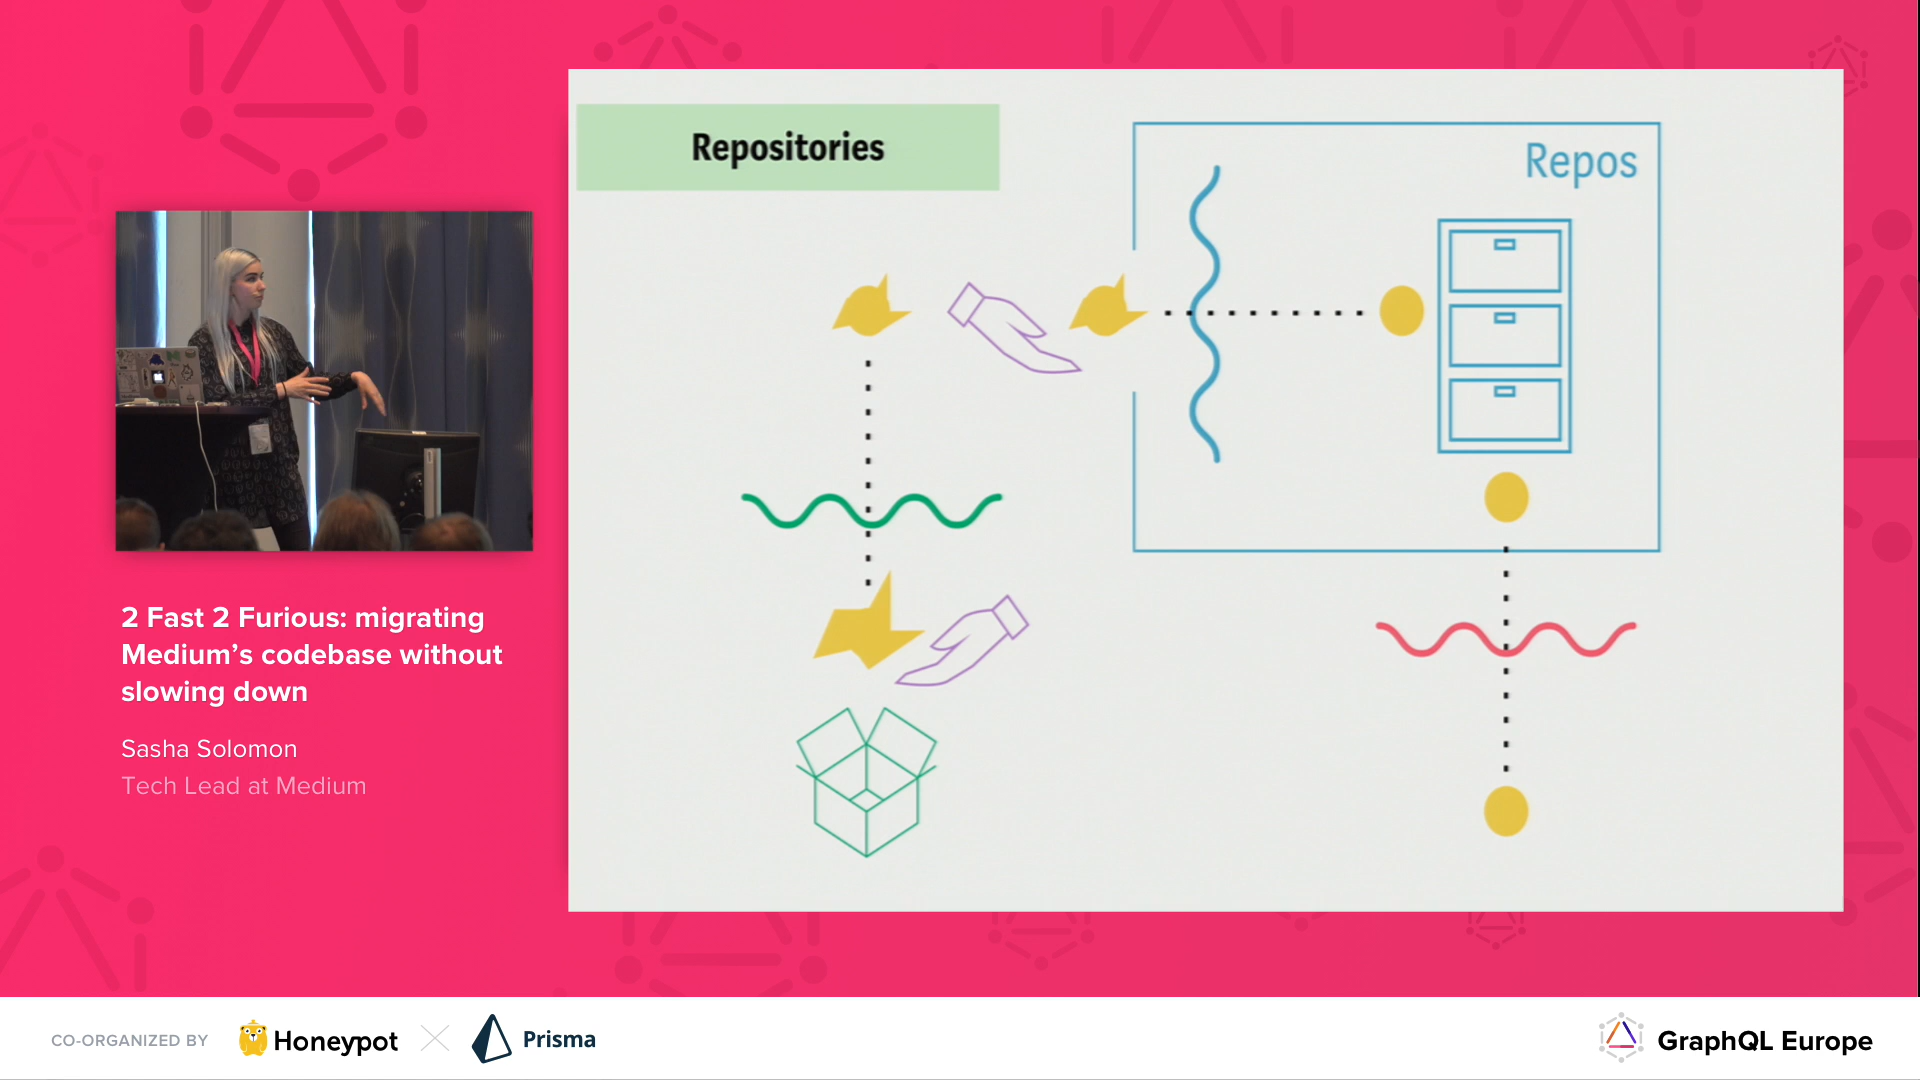 Repositories
Repos
2 Fast 2 Furious: migrating
Medium’s codebase without
slowing down
Sasha Solomon
Tech Lead at Medium
CO-ORGANIZED BY
Honeypot
Prisma
GraphQL Europe